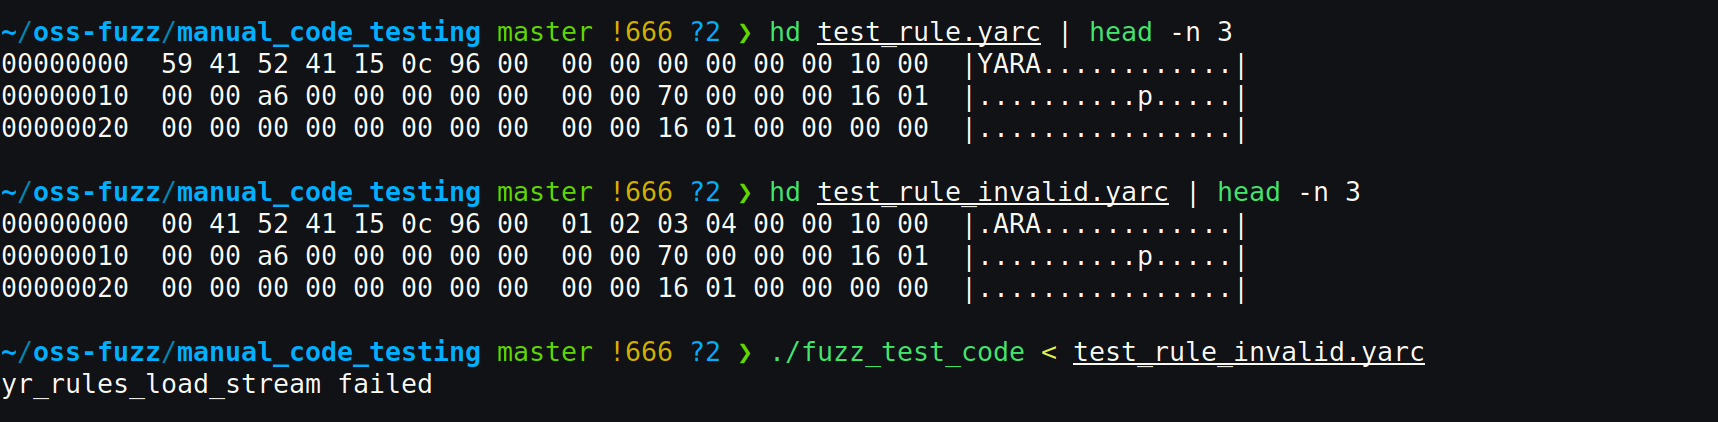 ~/oss-fuzz/manual_code_testing master !666 ?2 ❯ hd test_rule.yarc | head -n 3
00000000  59 41 52 41 15 0c 96 00  00 00 00 00 00 00 10 00  |YARA............|
00000010  00 00 a6 00 00 00 00 00  00 00 70 00 00 00 16 01  |..........p.....|
00000020  00 00 00 00 00 00 00 00  00 00 16 01 00 00 00 00  |................|
~/oss-fuzz/manual_code_testing master !666 ?2 ❯ hd test_rule_invalid.yarc | head -n 3
00000000  00 41 52 41 15 0c 96 00  01 02 03 04 00 00 10 00  |.ARA............|
00000010  00 00 a6 00 00 00 00 00  00 00 70 00 00 00 16 01  |..........p.....|
00000020  00 00 00 00 00 00 00 00  00 00 16 01 00 00 00 00  |................|
~/oss-fuzz/manual_code_testing master !666 ?2 ❯ ./fuzz_test_code < test_rule_invalid.yarc
yr_rules_load_stream failed